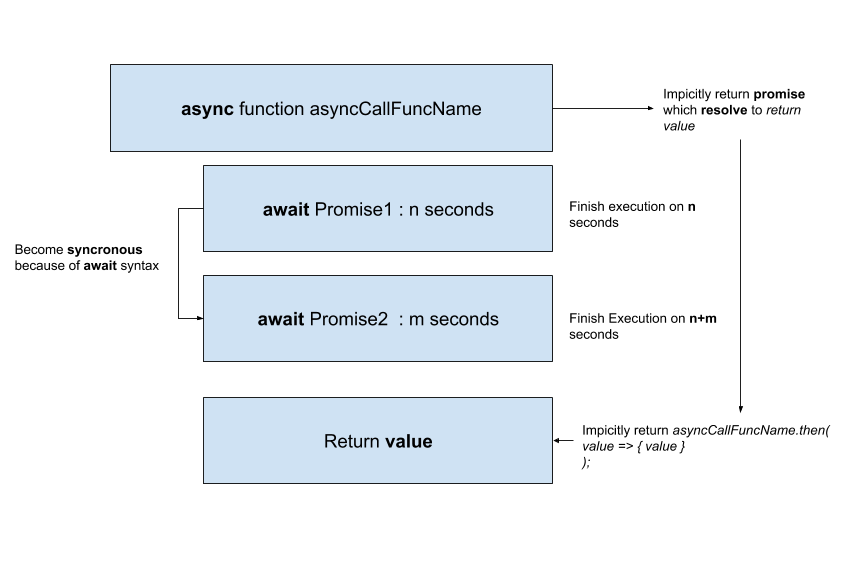 async function asyncCallFuncName
Impicitly return promise
which resolve to return
value
await Promise1 : n seconds
Finish execution on n
seconds
Become syncronous
because of await syntax
await Promise2  : m seconds
Finish Execution on n+m
seconds
Return value
Impicitly return asyncCallFuncName.then(
value => { value }
);